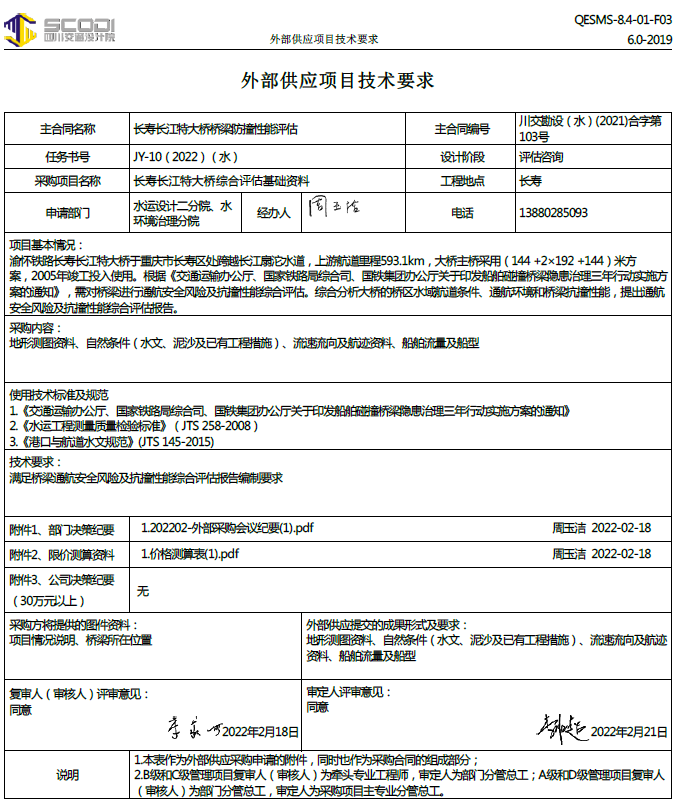 SCODI
四川交通设计院
外部供应项目技术要求
QESMS-8.4-01-F03
6.0-2019
外部供应项目技术要求
主合同名称 长寿长江特大桥桥梁防撞性能评估 主合同编号 川交勘设（水）(2021)合字第
103号
任务书号 JY-10（2022）(水） 设计阶段 评估咨询
采购项目名称 长寿长江特大桥综合评估基础资料 工程地点 长寿
申请部门 水运设计二分院、水
环境治理分院 经办人 周玉洁 电话 13880285093
项目基本情况：
渝怀铁路长寿长江特大桥于重庆市长寿区处跨越长江扇沱水道，上游航道里程593.1km，大桥主桥采用（144 +2×192 +144）米方
案，2005年竣工投入使用。根据《交通运输办公厅、国家铁路局综合司、国铁集团办公厅关于印发船舶碰撞桥梁隐患治理三年行动实施方
案的通知》，需对桥梁进行通航安全风险及抗撞性能综合评估。综合分析大桥的桥区水域航道条件、通航环境和桥梁抗撞性能，提出通航
安全风险及抗撞性能综合评估报告。
采购内容：
地形测图资料、自然条件（水文、泥沙及已有工程措施）、流速流向及航迹资料、船舶流量及船型
使用技术标准及规范
1.《交通运输办公厅、国家铁路局综合司、国铁集团办公厅关于印发船舶碰撞桥梁隐患治理三年行动实施方案的通知》
2.《水运工程测量质量检验标准》（JTS 258-2008）
3.《港口与航道水文规范》(JTS 145-2015)
技术要求：
满足桥梁通航安全风险及抗撞性能综合评估报告编制要求
附件1、部门决策纪要 1.202202-外部采购会议纪要(1).pdf 周玉洁 2022-02-18
附件2、限价测算资料 1.价格测算表(1).pdf 周玉洁 2022-02-18
附件3、公司决策纪要
（30万元以上） 无
采购方将提供的图件资料：
项目情况说明、桥梁所在位置
外部供应提交的成果形式及要求：
地形测图资料、自然条件（水文、泥沙及已有工程措施）、流速流向及航迹
资料、船舶流量及船型
复审人（审核人）评审意见：
同意
2022年2月18日
审定人评审意见：
同意
2022年2月21日
说明
1.本表作为外部供应采购申请的附件，同时也作为采购合同的组成部分；
2.B级和C级管理项目复审人（审核人）为牵头专业工程师，审定人为部门分管总工；A级和D级管理项目复审人
（审核人）为部门分管总工，审定人为采购项目主专业分管总工。